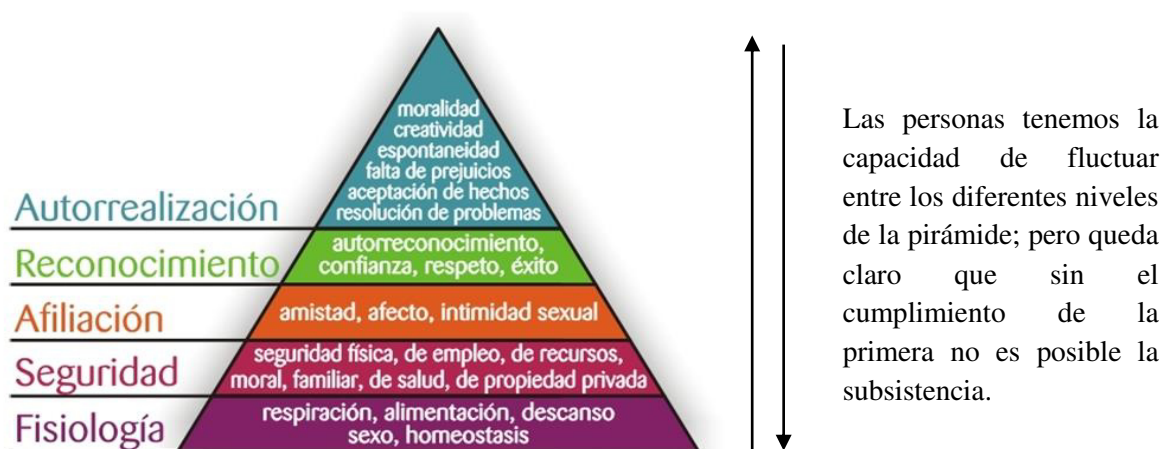 moralidad
creatividad
espontaneidad
falta de prejuicios
aceptación de hechos
resolución de problemas
Autorrealización
autorreconocimiento,
confianza, respeto, éxito
Reconocimiento
amistad, afecto, intimidad sexual
Afiliación
seguridad física, de empleo, de recursos,
moral, familiar, de salud, de propiedad privada
Seguridad
respiración, alimentación, descanso
sexo, homeostasis
Fisiología
Las personas tenemos la
capacidad de fluctuar
entre los diferentes niveles
de la pirámide; pero queda
claro que sin el
cumplimiento de la
primera no es posible la
subsistencia.